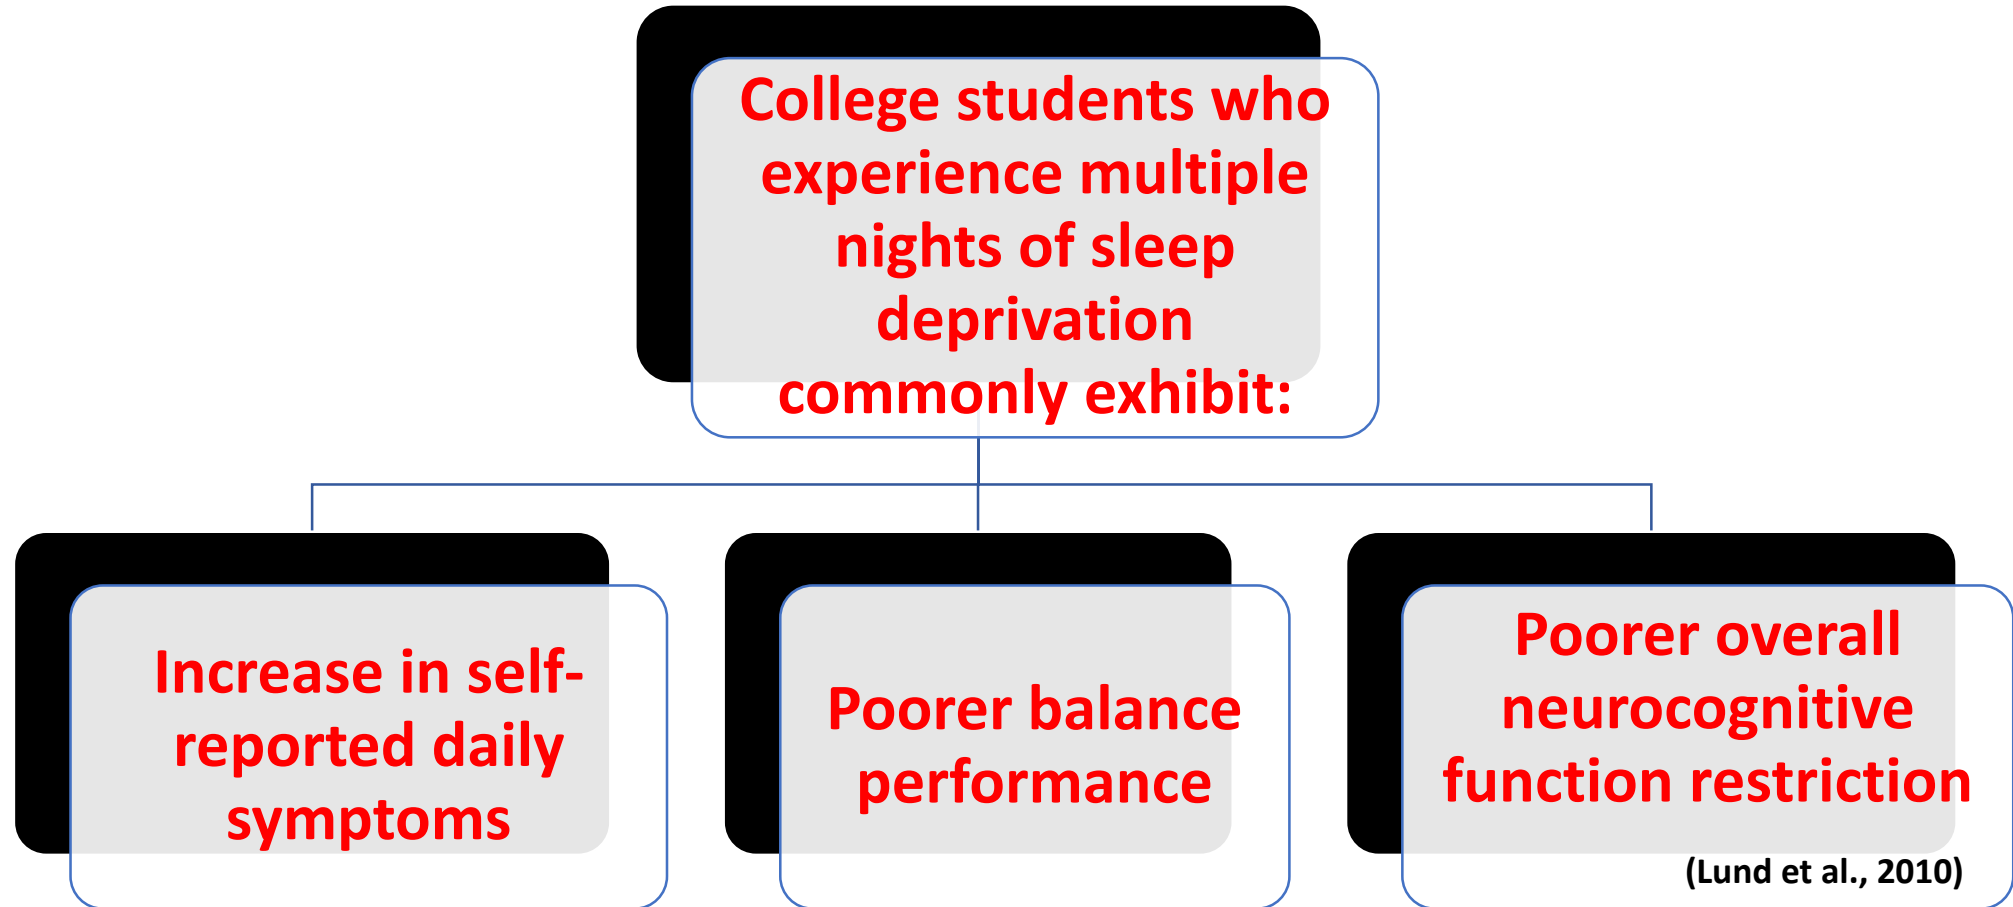 College students who
experience multiple
nights of sleep
deprivation
commonly exhibit:
Increase in self-
reported daily
symptoms
Poorer balance
performance
Poorer overall
neurocognitive
function restriction
(Lund et al., 2010)